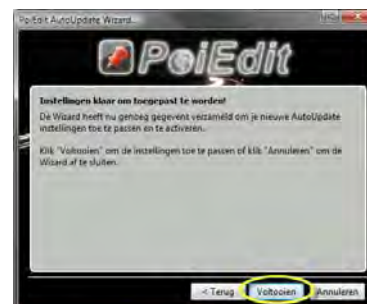 PoiEdit AutoUpdate Wizard...
PoiEdit
Instellingen klaar om toegepast te worden!
De Wizard heeft nu genoeg gegevens verzameld om je nieuwe AutoUpdate
instellingen toe te passen en te activeren.
Klik "Voltooien" om de instellingen toe te passen of klik "Annuleren" om de
Wizard af te sluiten.
< Terug Voltooien Annuleren